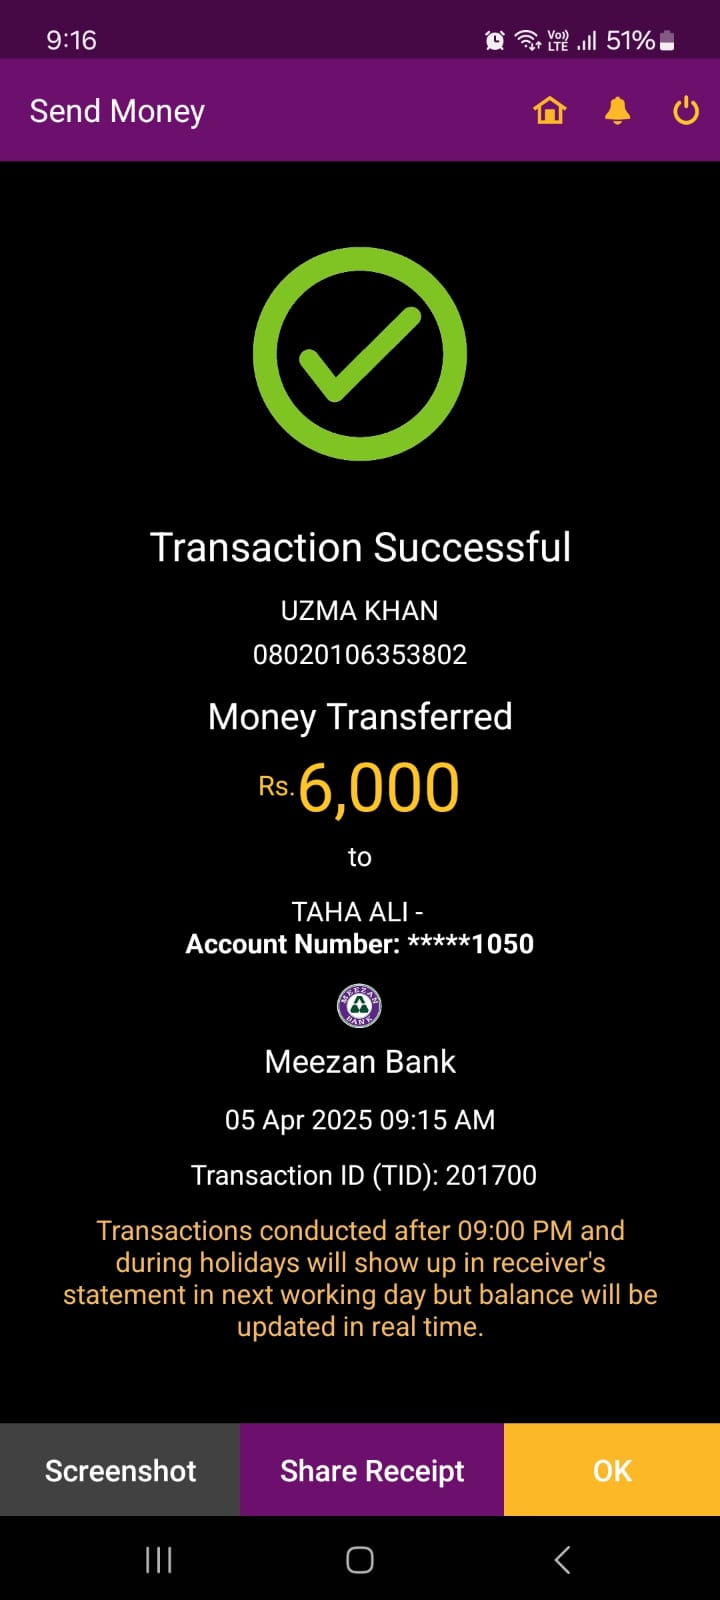 9:16
Vo))
LTE
51%
Send Money
Transaction Successful
UZMA KHAN
08020106353802
Money Transferred
Rs.6,000
to
TAHA ALI -
Account Number: *****1050
MEEZAN
BANK
Meezan Bank
05 Apr 2025 09:15 AM
Transaction ID (TID): 201700
Transactions conducted after 09:00 PM and
during holidays will show up in receiver's
statement in next working day but balance will be
updated in real time.
Screenshot
Share Receipt
OK